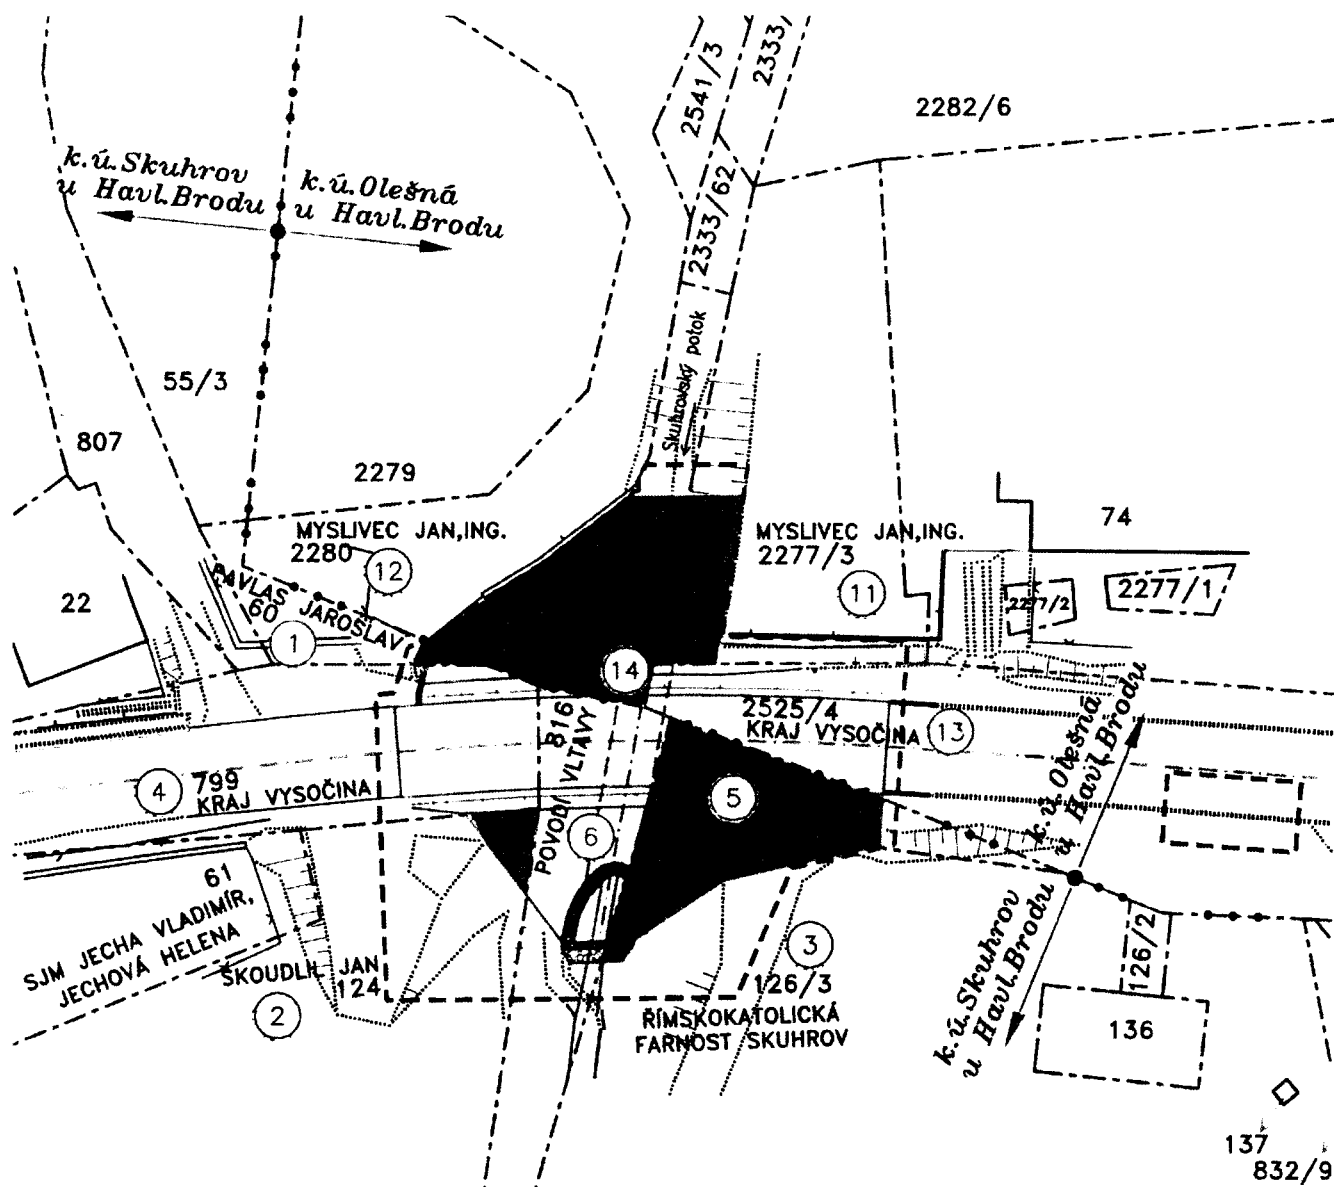 2541/3
2333/
2282/6
k.ú.Skuhrov
u Havl.Brodu
k.ú.Olešná
u Havl.Brodu
2333/62
Skuhrovský potok
55/3
807
2279
MYSLIVEC JAN,ING.
2280
12
MYSLIVEC JAN,ING.
2277/3
11
74
2277/1
2277/2
22
PAVLAS JAROSLAV
60
1
14
816
POVODÍ VLTAVY
2525/4
KRAJ VYSOČINA
13
k.ú.Olešná
u Havl.Brodu
4
799
KRAJ VYSOČINA
5
6
61
SJM JECHA VLADIMÍR,
JECHOVÁ HELENA
ŠKOUDLIL JAN
124
2
3
126/3
ŘÍMSKOKATOLICKÁ
FARNOST SKUHROV
k.ú.Skuhrov
u Havl.Brodu
126/2
136
137
832/9